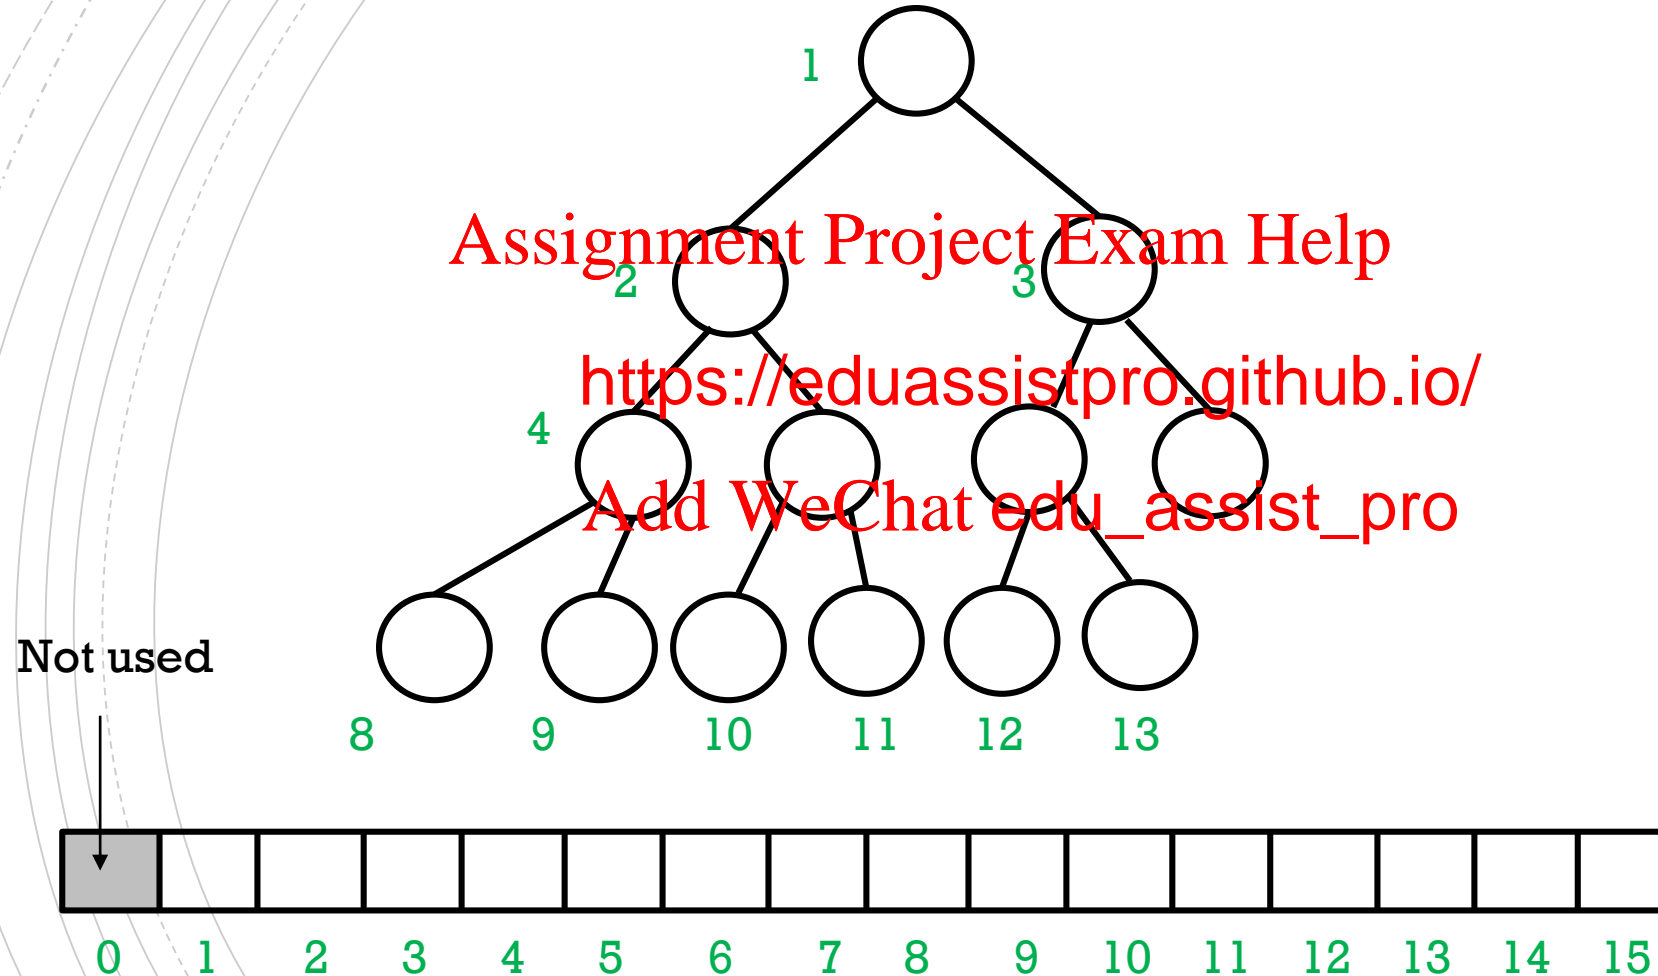 1
Assignment Project Exam Help
2 3
https://eduassistpro.github.io/
4
Add WeChat edu_assist_pro
Not used
8 9 10 11 12 13
0 1 2 3 4 5 6 7 8 9 10 11 12 13 14 15